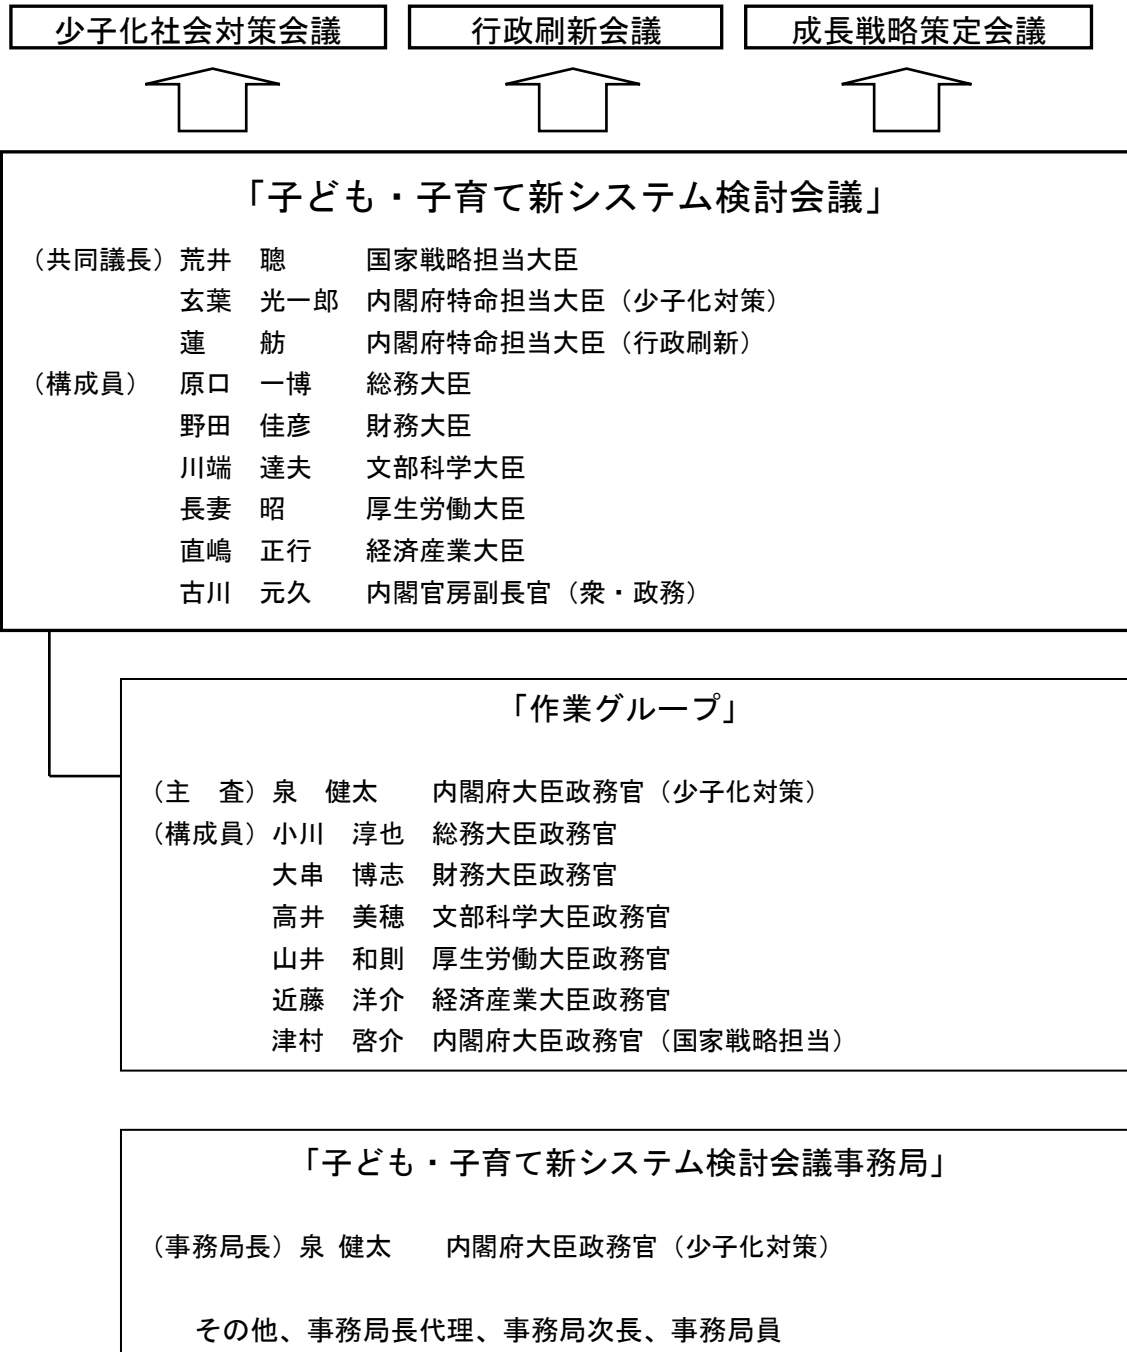 少子化社会対策会議 行政刷新会議 成長戦略策定会議
「子ども・子育て新システム検討会議」
（共同議長）荒井 聰 国家戦略担当大臣
玄葉 光一郎 内閣府特命担当大臣（少子化対策）
蓮 舫 内閣府特命担当大臣（行政刷新）
（構成員） 原口 一博 総務大臣
野田 佳彦 財務大臣
川端 達夫 文部科学大臣
長妻 昭 厚生労働大臣
直嶋 正行 経済産業大臣
古川 元久 内閣官房副長官（衆・政務）
「作業グループ」
（主 査）泉 健太 内閣府大臣政務官（少子化対策）
（構成員）小川 淳也 総務大臣政務官
大串 博志 財務大臣政務官
高井 美穂 文部科学大臣政務官
山井 和則 厚生労働大臣政務官
近藤 洋介 経済産業大臣政務官
津村 啓介 内閣府大臣政務官（国家戦略担当）
「子ども・子育て新システム検討会議事務局」
（事務局長）泉 健太 内閣府大臣政務官（少子化対策）
その他、事務局長代理、事務局次長、事務局員